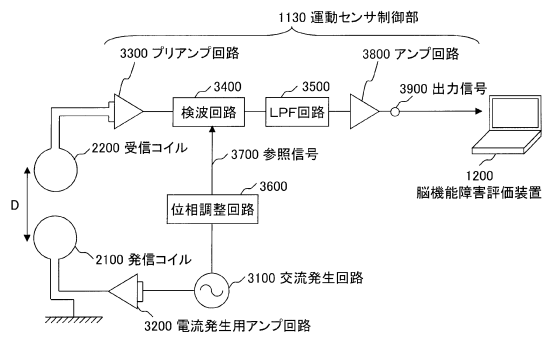 1130 運動センサ制御部
3300 プリアンプ回路
3800 アンプ回路
3400
3500
3900 出力信号
検波回路
LPF回路
2200 受信コイル
3700 参照信号
1200
脳機能障害評価装置
3600
D
位相調整回路
2100 発信コイル
3100 交流発生回路
3200 電流発生用アンプ回路